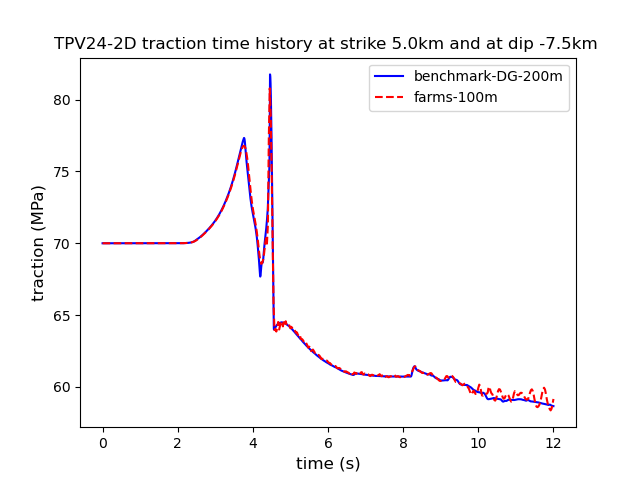 TPV24-2D traction time history at strike 5.0km and at dip -7.5km
benchmark-DG-200m
farms-100m
traction (MPa)
80
75
70
65
60
0 2 4 6 8 10 12
time (s)